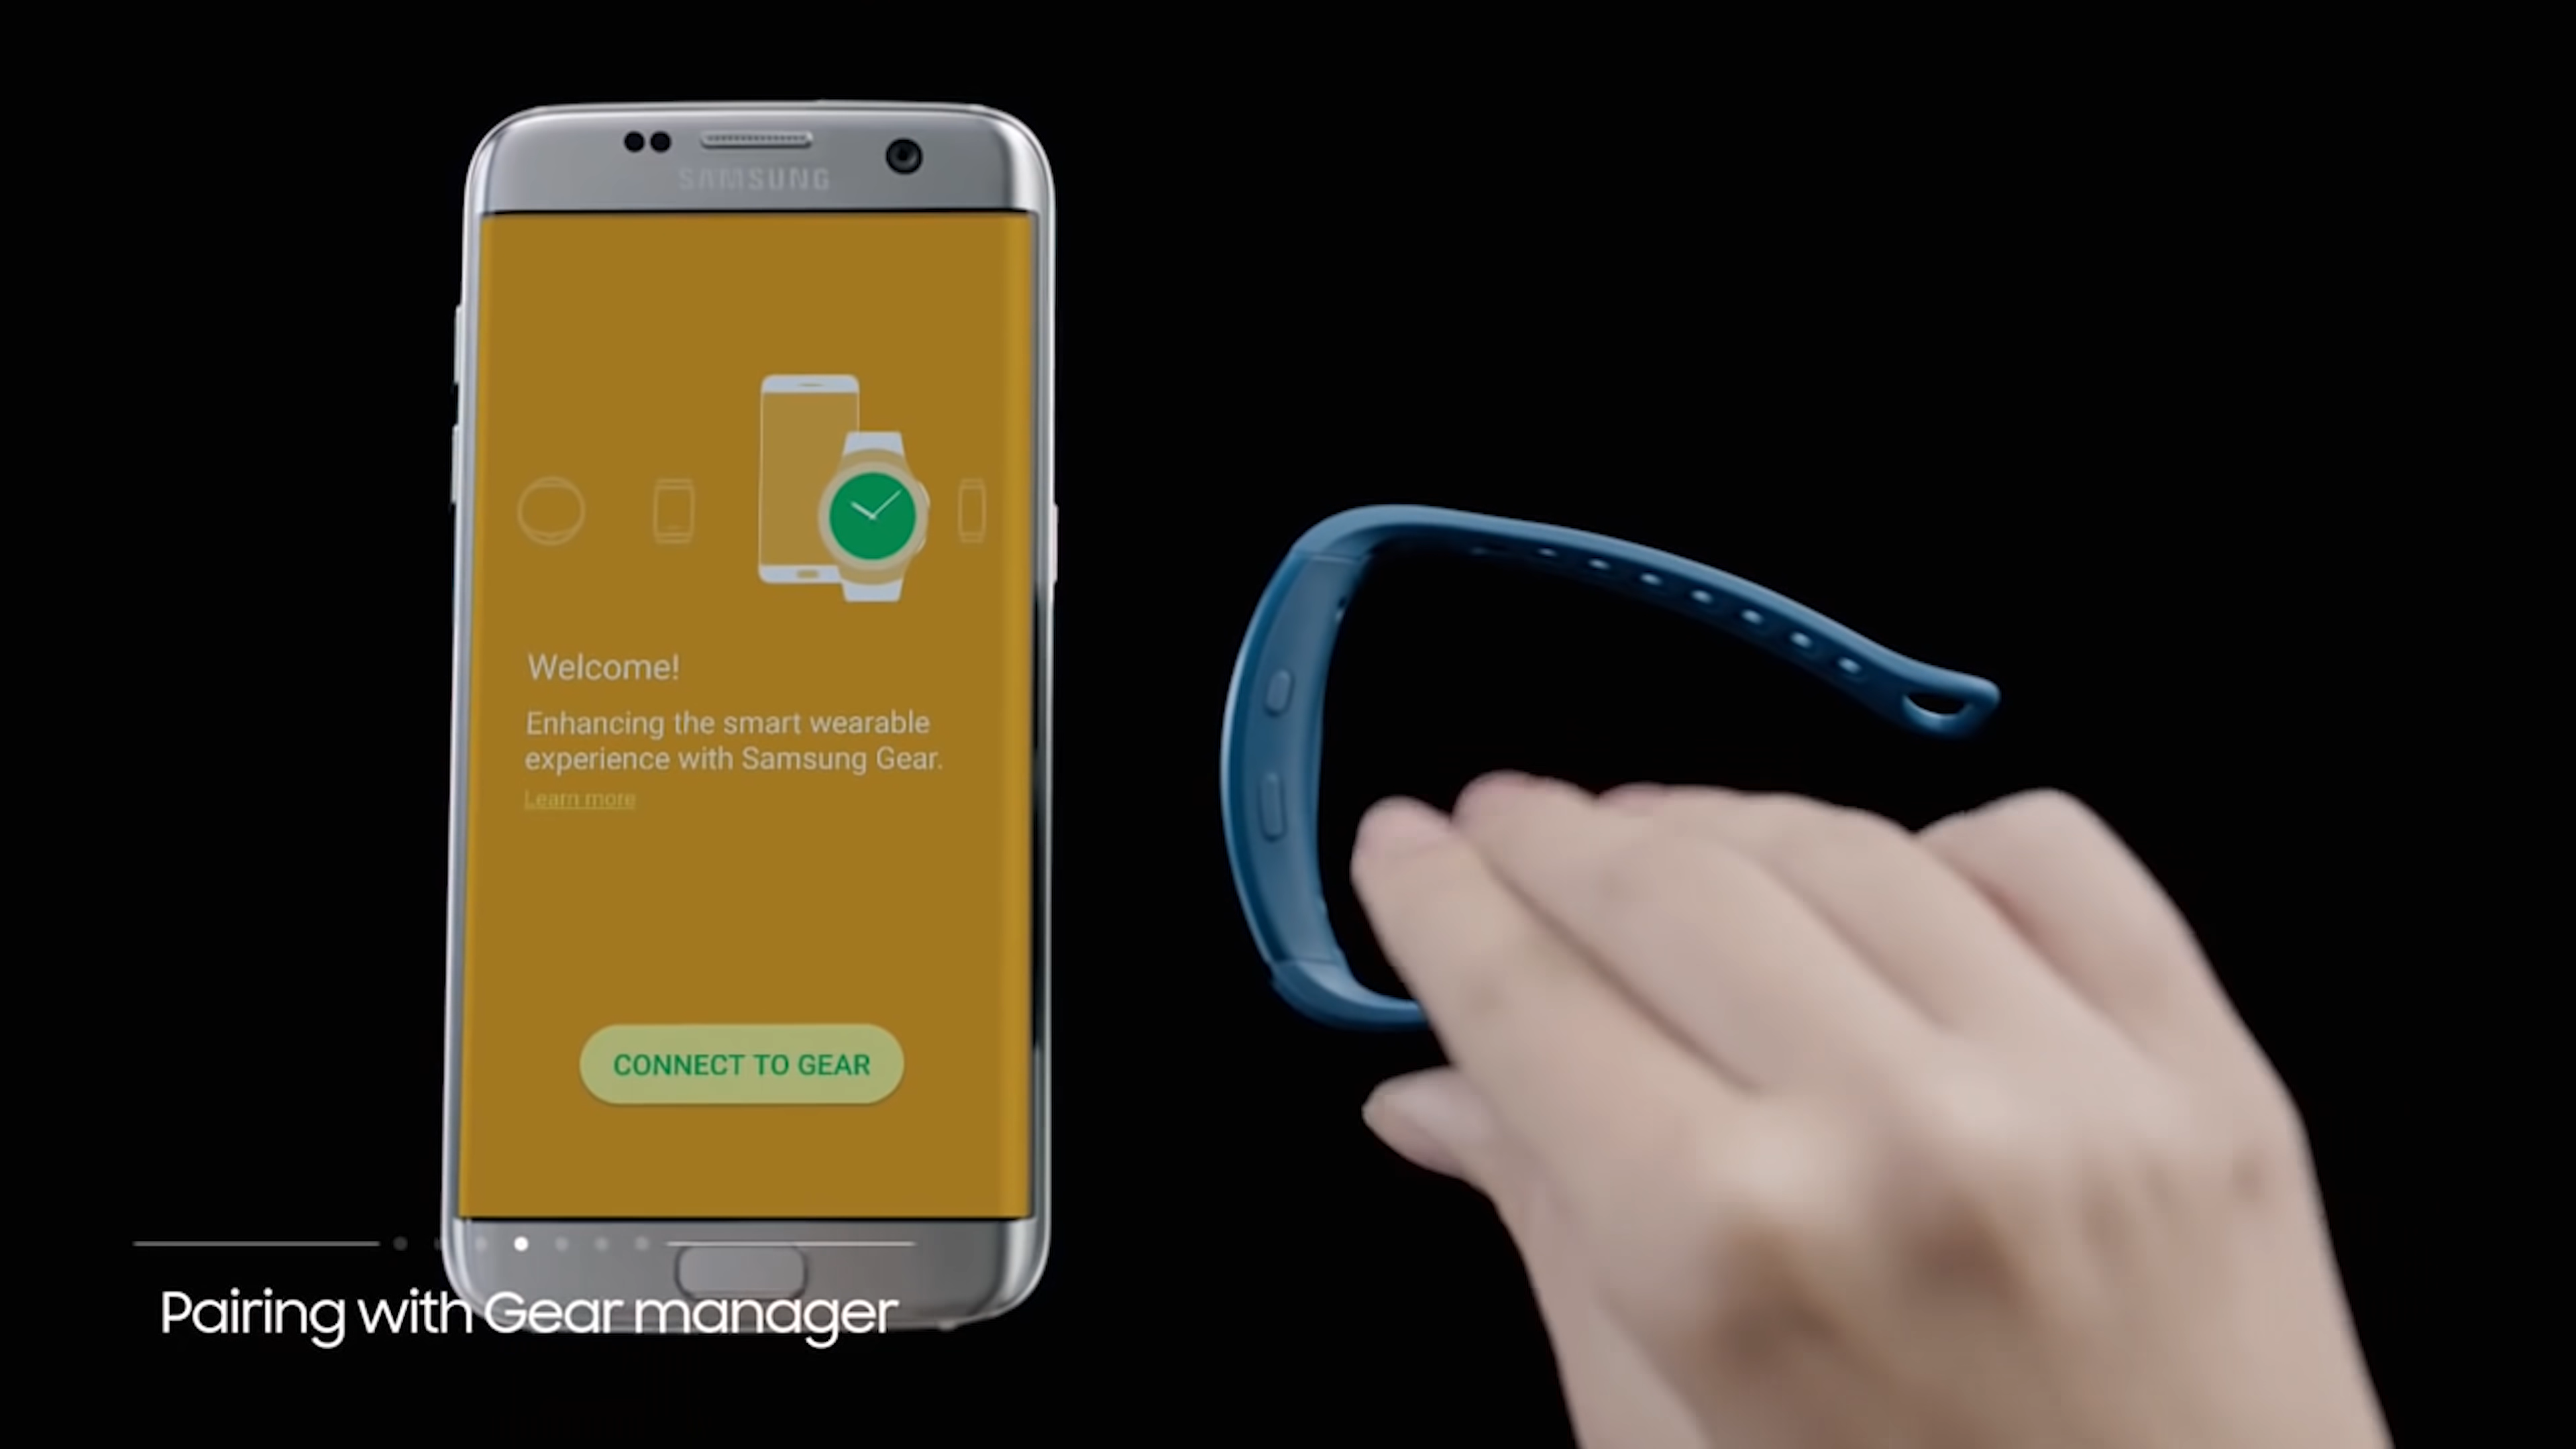 SAMSUNG
Welcome!
Enhancing the smart wearable
experience with Samsung Gear.
Learn more
CONNECT TO GEAR
Pairing with Gear manager